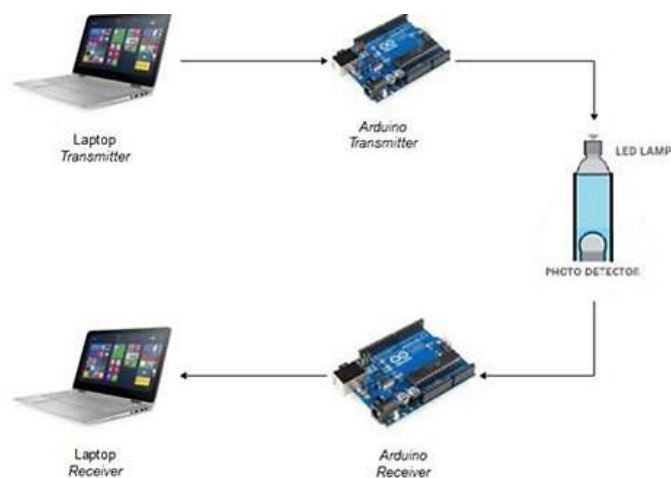 Laptop
Transmitter
Arduino
Transmitter
LED LAMP
PHOTO DETECTOR
Laptop
Receiver
Arduino
Receiver